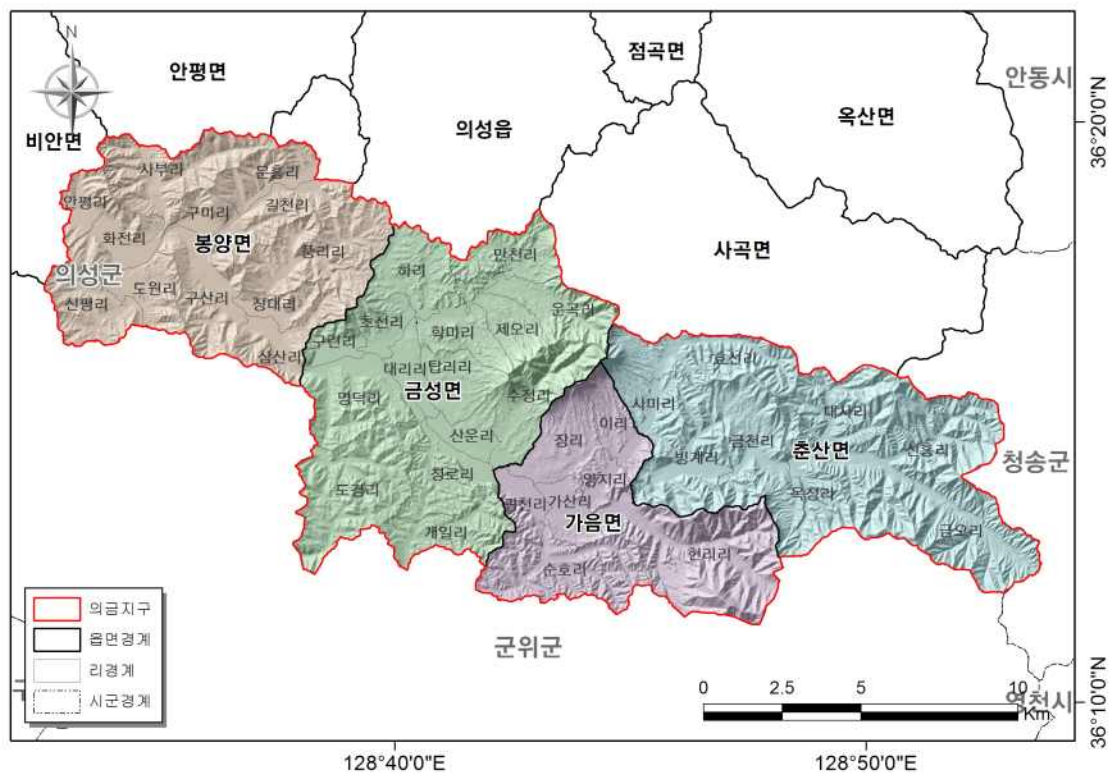 N
점곡면
안평면
안동시
비안면
의성읍
옥산면
36°20'0"N
사부리
문흥리
안평리
구미리
길천리
화전리
봉양면
풍리리
사곡면
의성군
신평리
도원리
구산리
장대리
삼산리
하리
만천리
운곡리
초전리
학미리
제오리
구련리
대리리
탑리리
금성면
수정리
명덕리
산운리
청로리
도경리
개일리
이리
장리
양지리
귀천리
가산리
가음면
순호리
현리리
효선리
사미리
대사리
금천리
신흥리
빙계리
춘산면
옥정리
금오리
청송군
군위군
의금지구
읍면경계
리경계
시군경계
0 2.5 5 10
Km
영천시
36°10'0"N
128°40'0"E
128°50'0"E